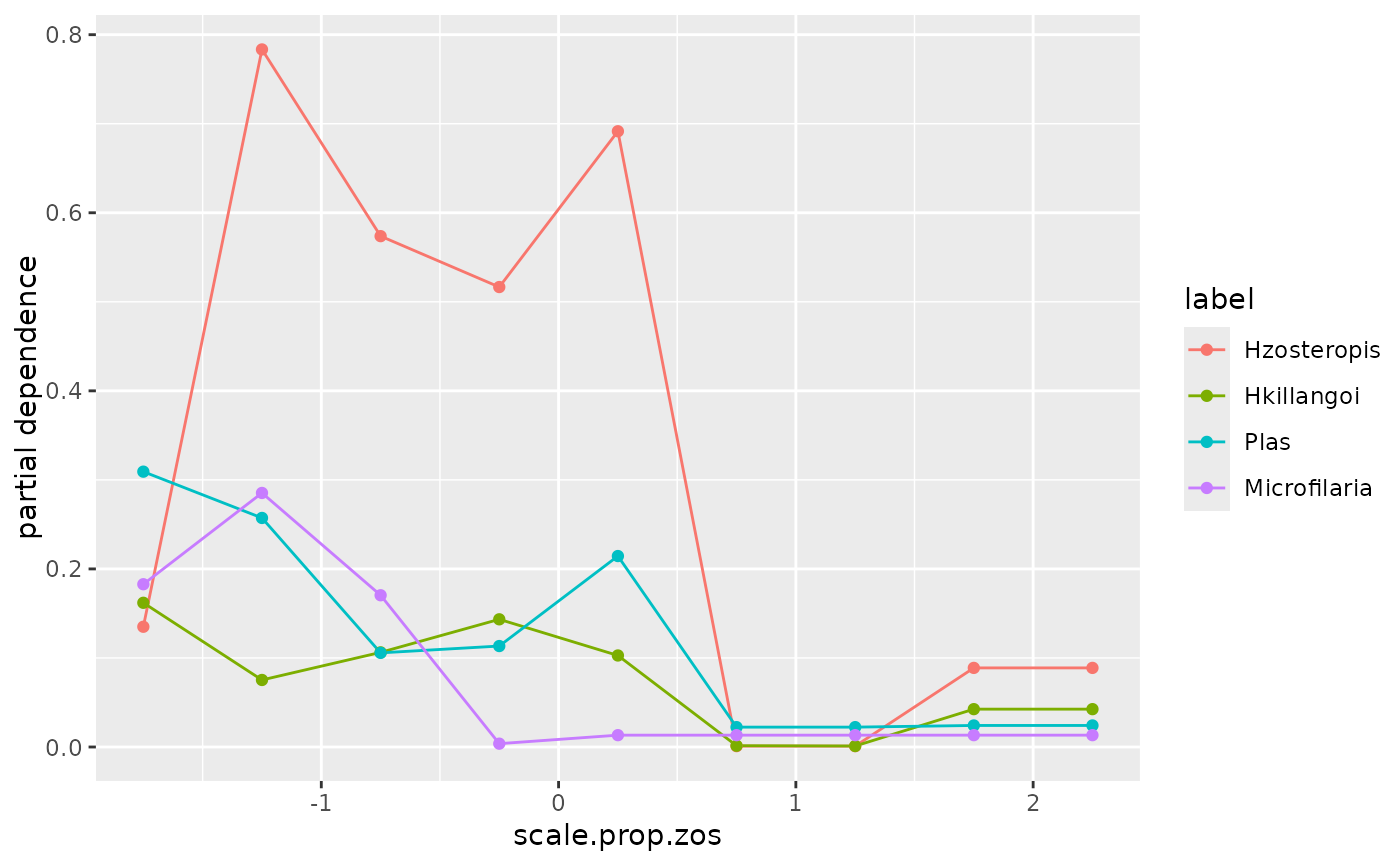 0.8
0.6
0.4
0.2
0.0
partial dependence
-1
0
1
2
scale.prop.zos
label
Hzosteropis
Hkillangoi
Plas
Microfilaria